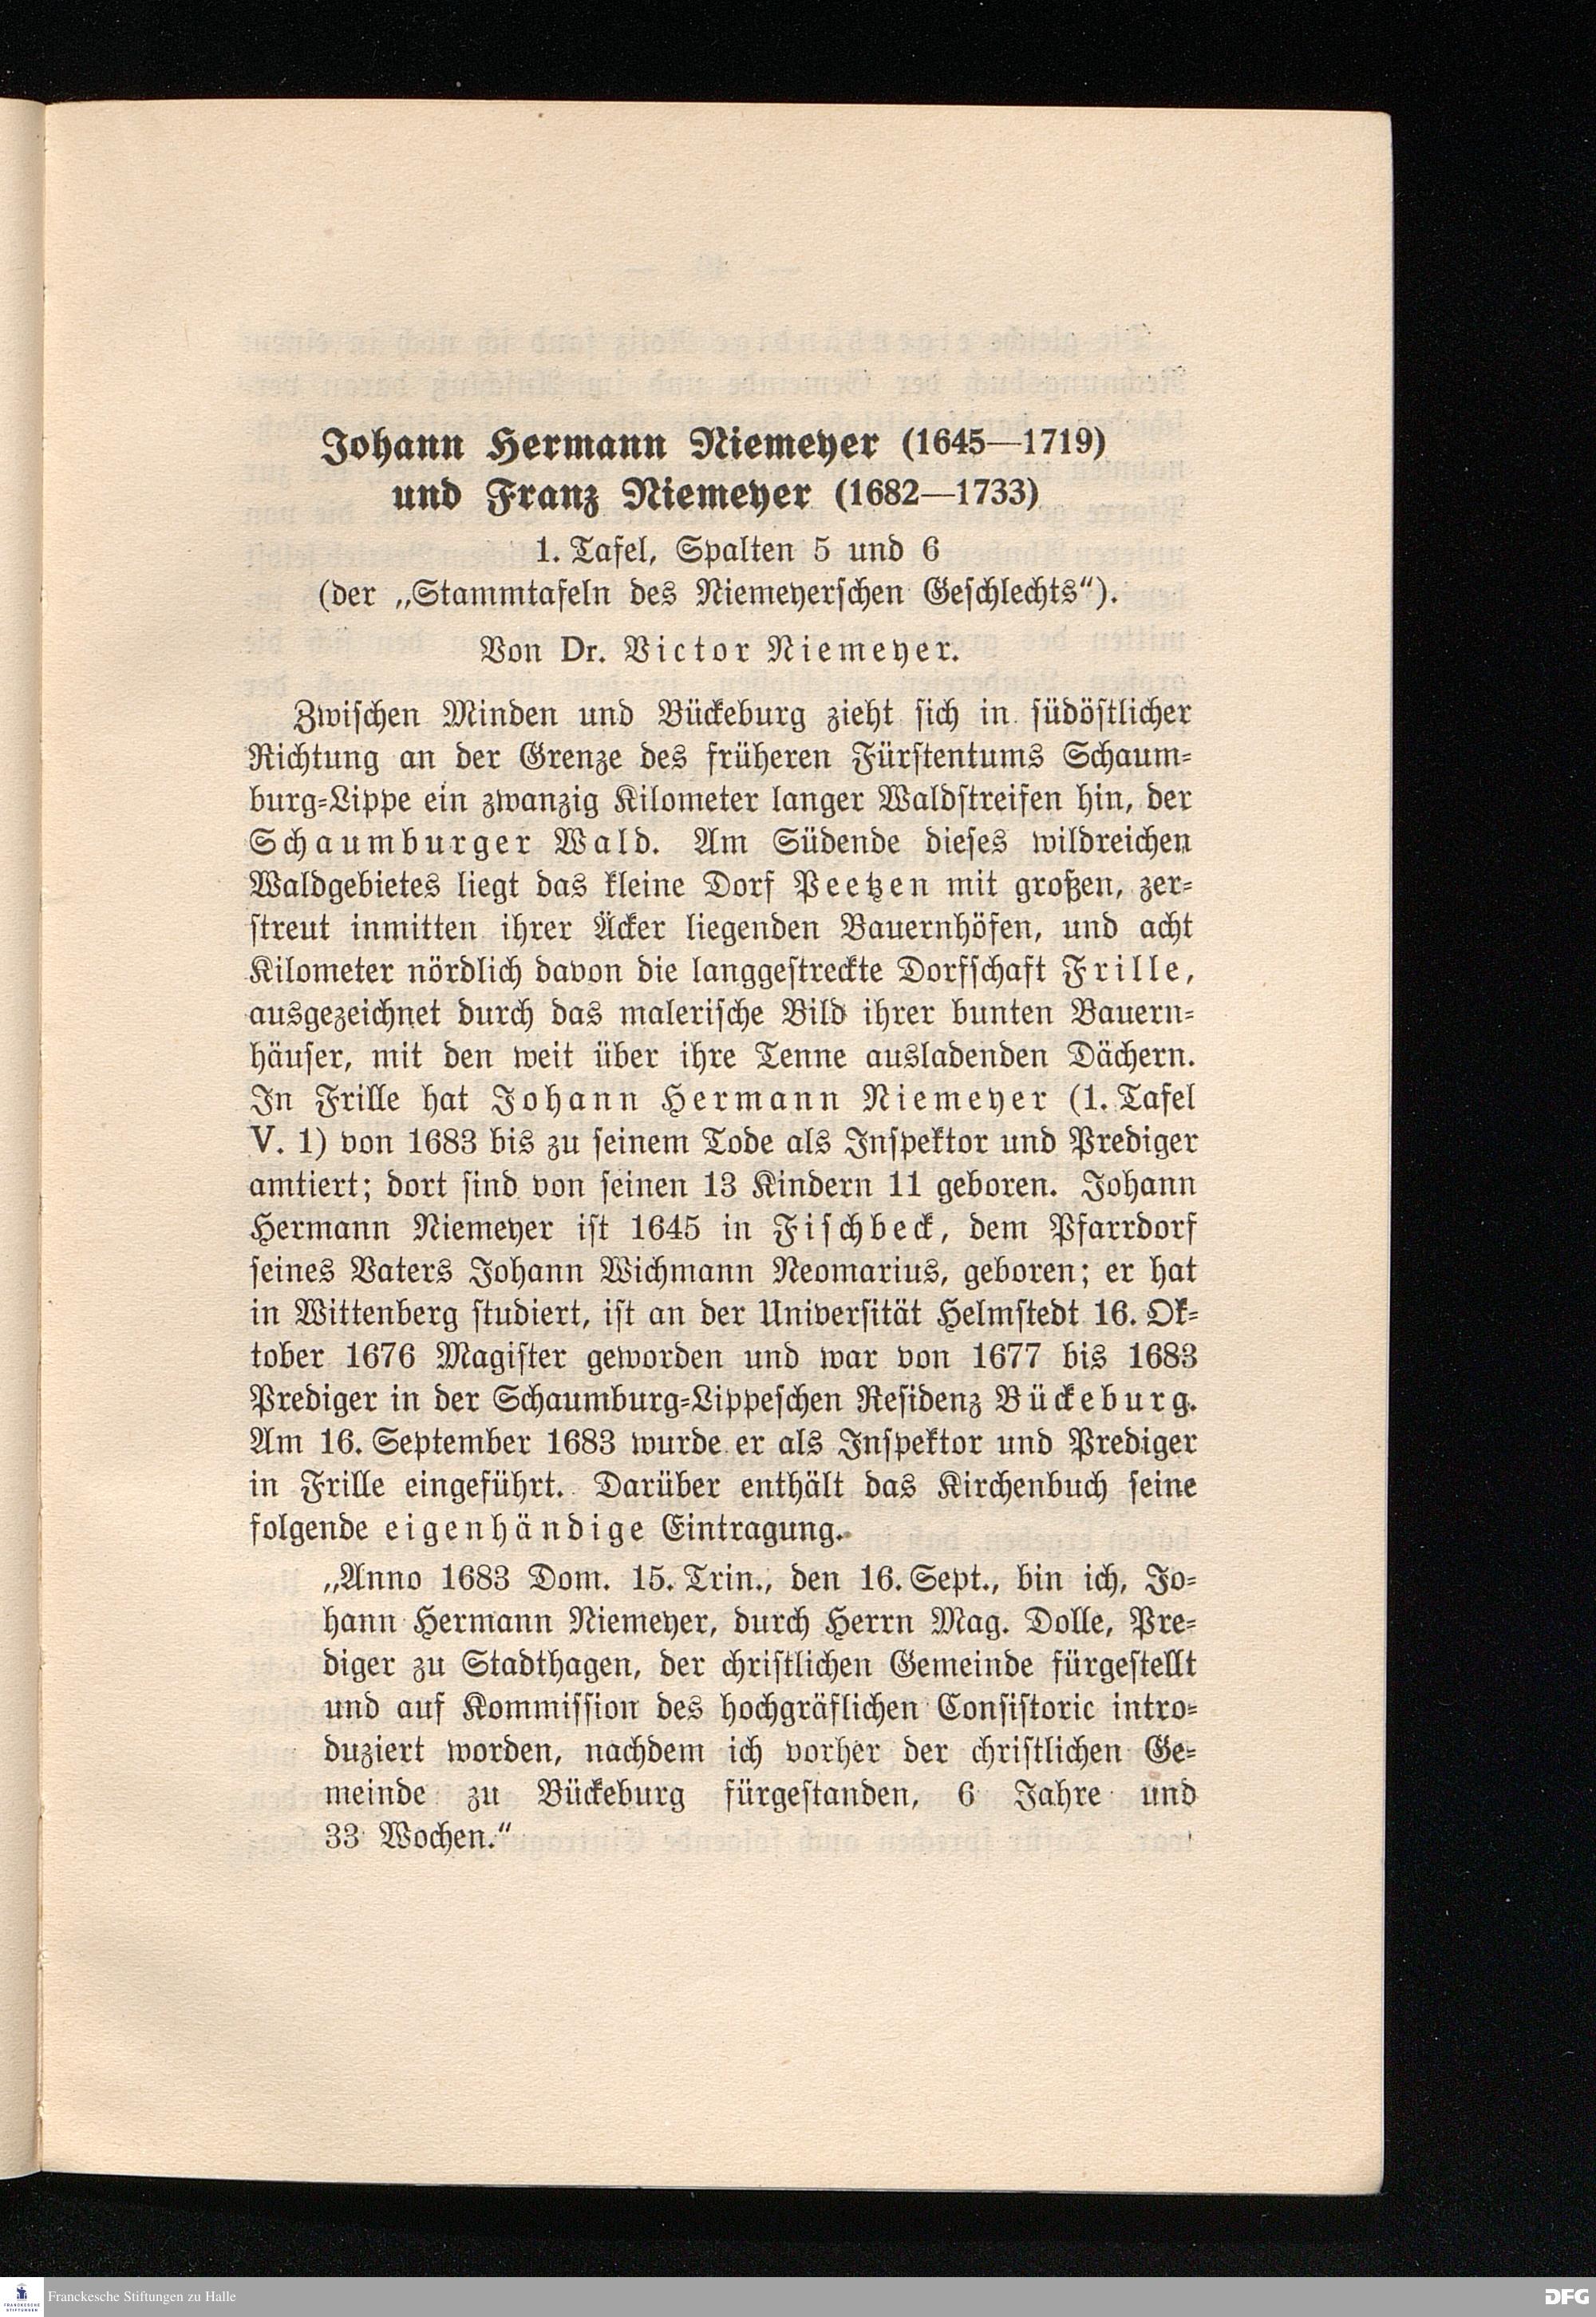 Johann Hermann Niemeyer (1645—1719)
und Franz Niemeyer (1682—1733)
1. Tafel, Spalten 5 und 6
(der „Stammtafeln des Niemeyerschen Geschlechts“).
Von Dr. Victor Niemeyer.
Zwischen Minden und Bückeburg zieht sich in südöstlicher
Richtung an der Grenze des früheren Fürstentums Schaum-
burg-Lippe ein zwanzig Kilometer langer Waldstreifen hin, der
Schaumburger Wald. Am Südende dieses wildreichen
Waldgebietes liegt das kleine Dorf Peetzen mit großen, zer-
streut inmitten ihrer Äcker liegenden Bauernhöfen, und acht
Kilometer nördlich davon die langgestreckte Dorfschaft Frille,
ausgezeichnet durch das malerische Bild ihrer bunten Bauern-
häuser, mit den weit über ihre Tenne ausladenden Dächern.
In Frille hat Johann Hermann Niemeyer (1. Tafel
V. 1) von 1683 bis zu seinem Tode als Inspektor und Prediger
amtiert; dort sind von seinen 13 Kindern 11 geboren. Johann
Hermann Niemeyer ist 1645 in Fischbeck, dem Pfarrdorf
seines Vaters Johann Wichmann Neomarius, geboren; er hat
in Wittenberg studiert, ist an der Universität Helmstedt 16. Ok-
tober 1676 Magister geworden und war von 1677 bis 1683
Prediger in der Schaumburg-Lippeschen Residenz Bückeburg.
Am 16. September 1683 wurde er als Inspektor und Prediger
in Frille eingeführt. Darüber enthält das Kirchenbuch seine
folgende eigenhändige Eintragung.
„Anno 1683 Dom. 15. Trin., den 16. Sept., bin ich, Jo-
hann Hermann Niemeyer, durch Herrn Mag. Dolle, Pre-
diger zu Stadthagen, der christlichen Gemeinde fürgestellt
und auf Kommission des hochgräflichen Consistoric intro-
duziert worden, nachdem ich vorher der christlichen Ge-
meinde zu Bückeburg fürgestanden, 6 Jahre und
33 Wochen.“
Franckesche Stiftungen zu Halle
DFG